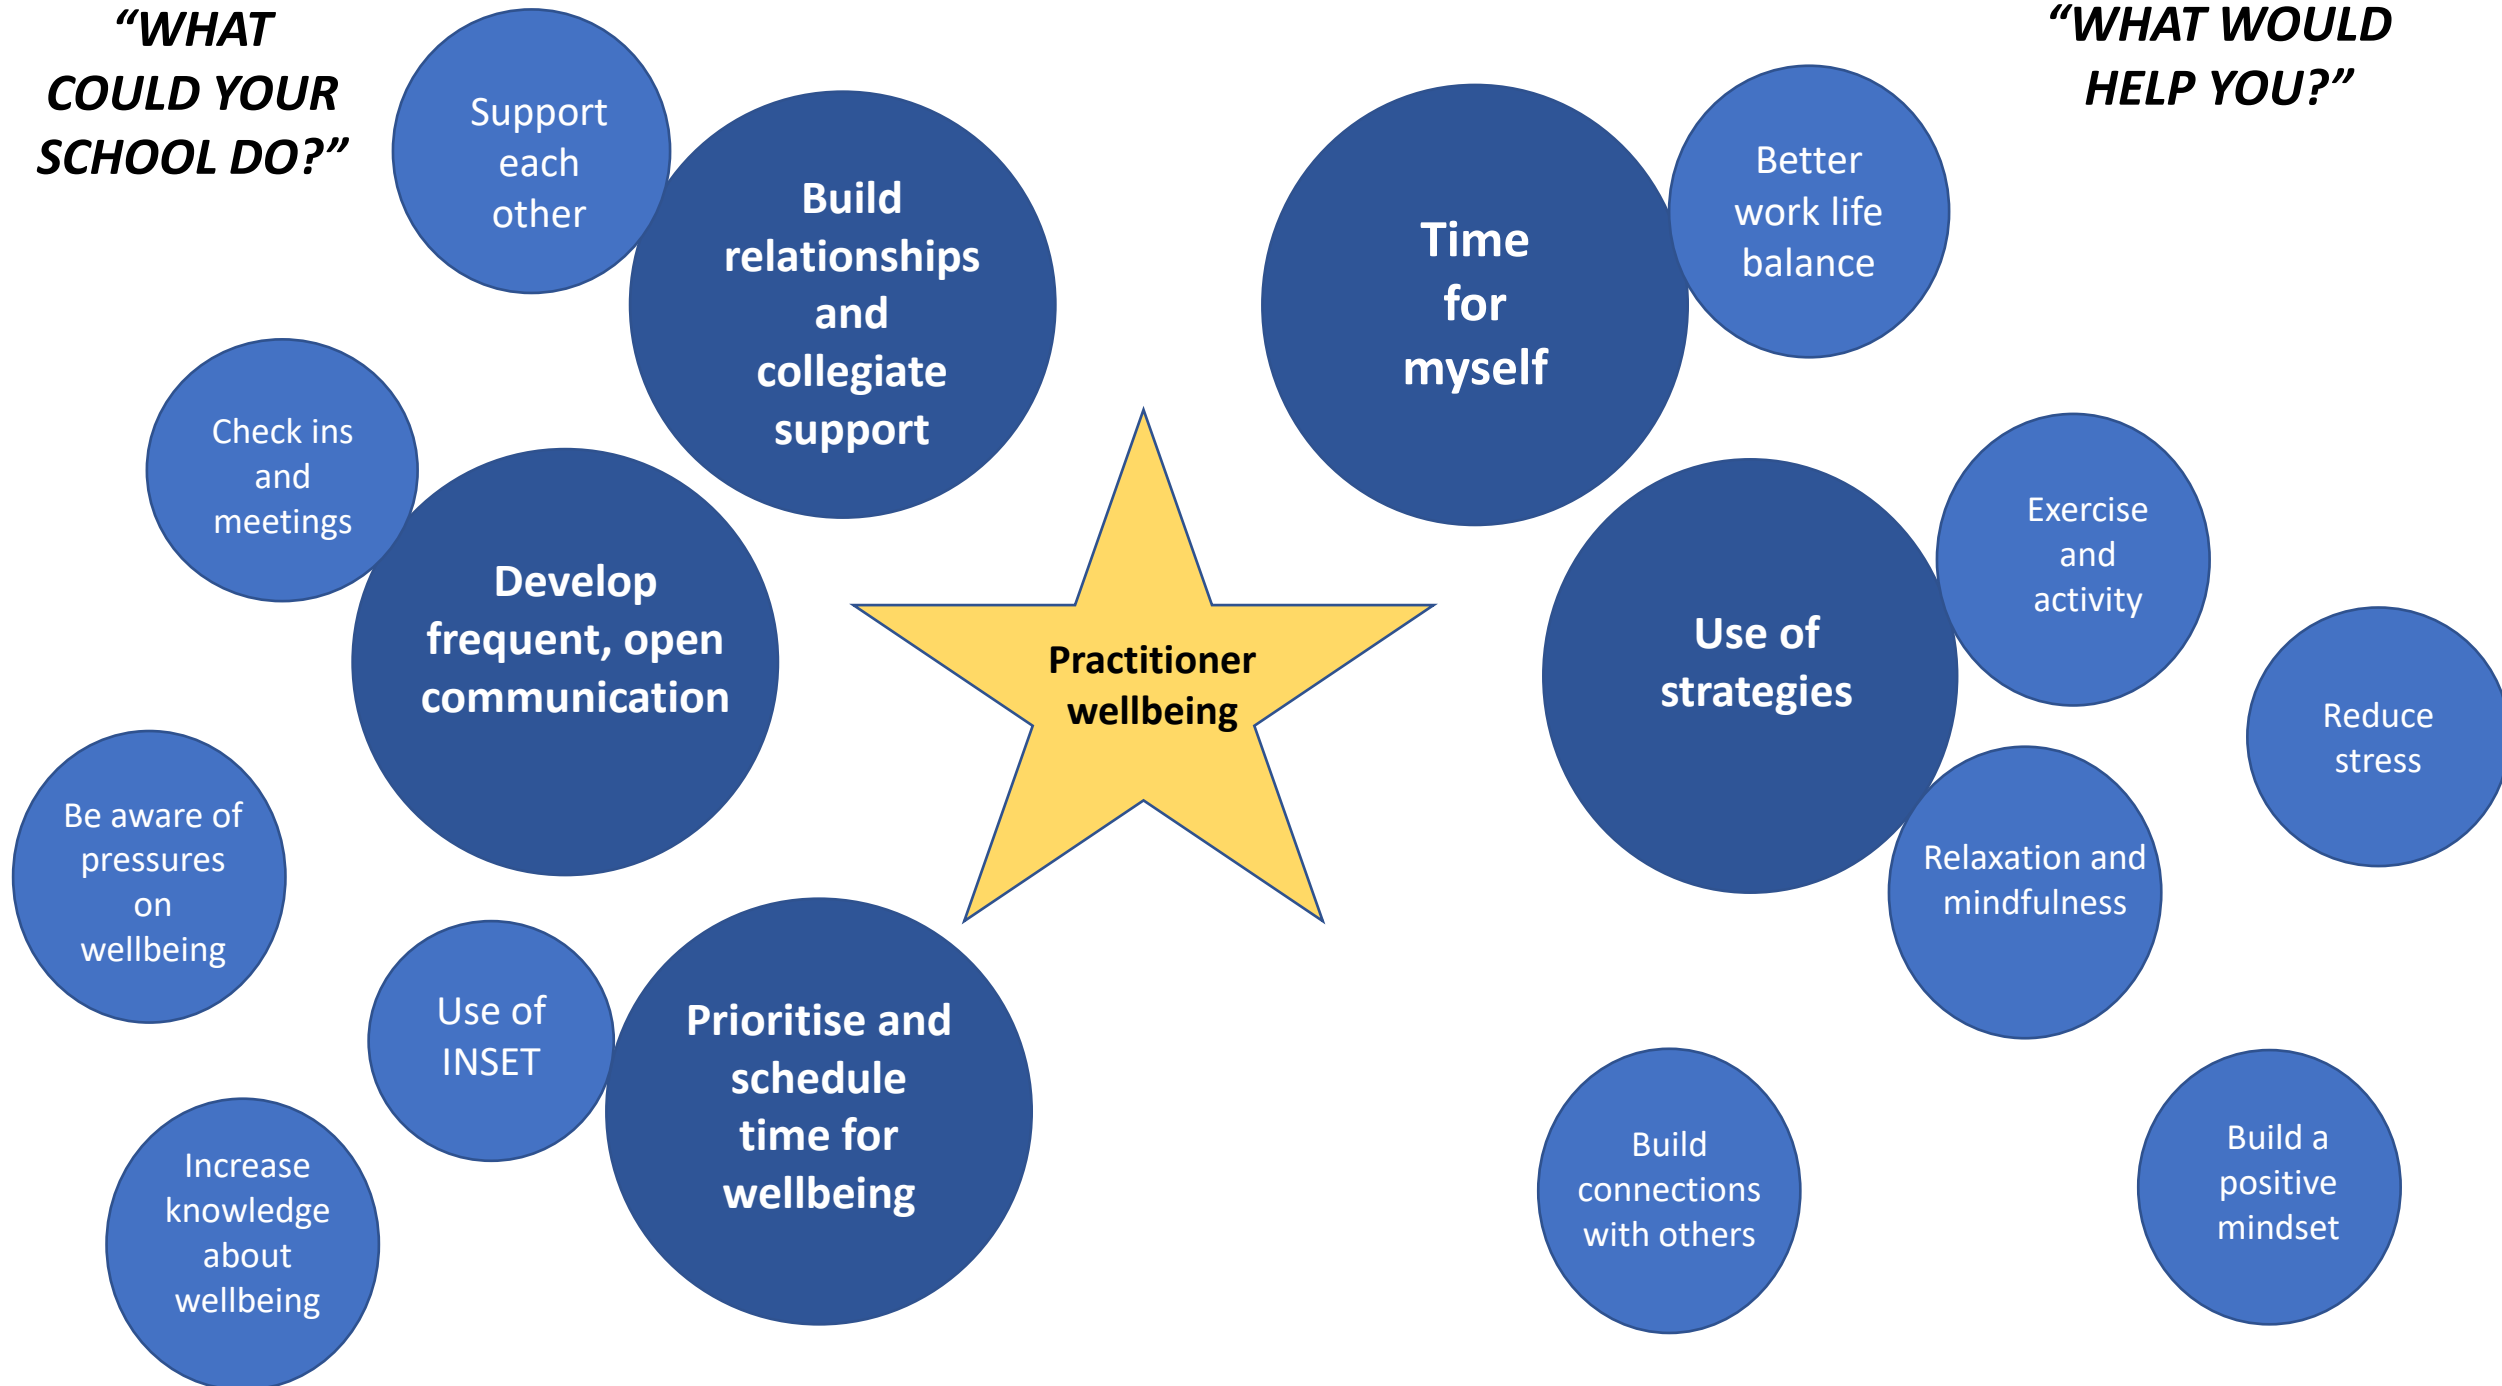 “WHAT
COULD YOUR
SCHOOL DO?”
Support
each
other
Build
relationships
and
collegiate
support
Check ins
and
meetings
Develop
frequent, open
communication
Be aware of
pressures
on
wellbeing
Use of
INSET
Prioritise and
schedule
time for
wellbeing
Increase
knowledge
about
wellbeing
Practitioner
wellbeing
“WHAT WOULD
HELP YOU?”
Time
for
myself
Better
work life
balance
Use of
strategies
Exercise
and
activity
Reduce
stress
Relaxation and
mindfulness
Build
connections
with others
Build a
positive
mindset